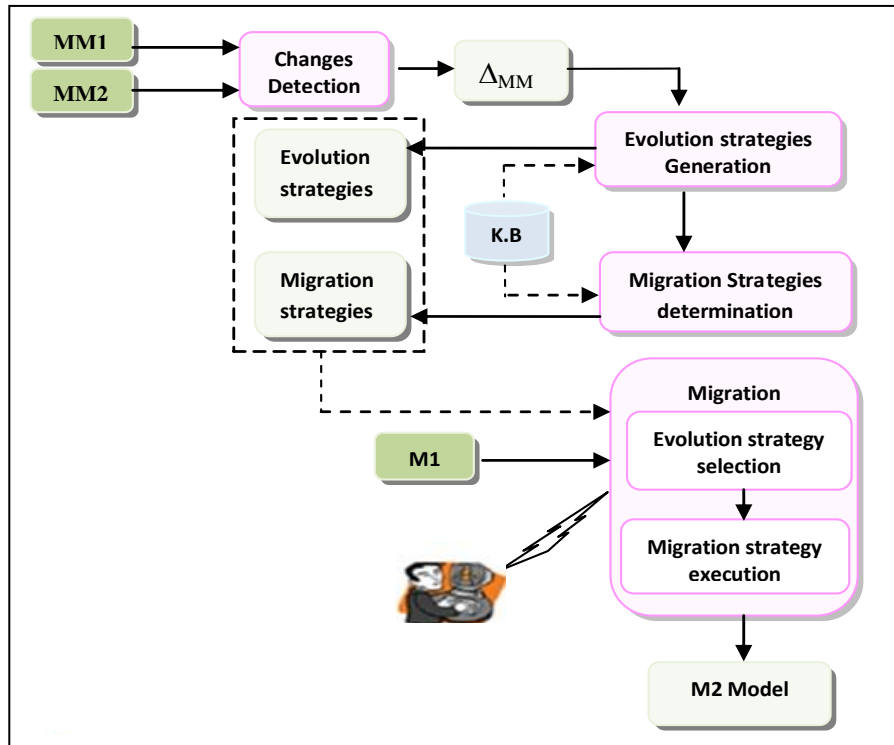 MM1
MM2
Changes
Detection
ΔMM
Evolution strategies
Generation
Evolution
strategies
K.B
Migration
strategies
Migration Strategies
determination
Migration
Evolution strategy
selection
M1
Migration strategy
execution
M2 Model